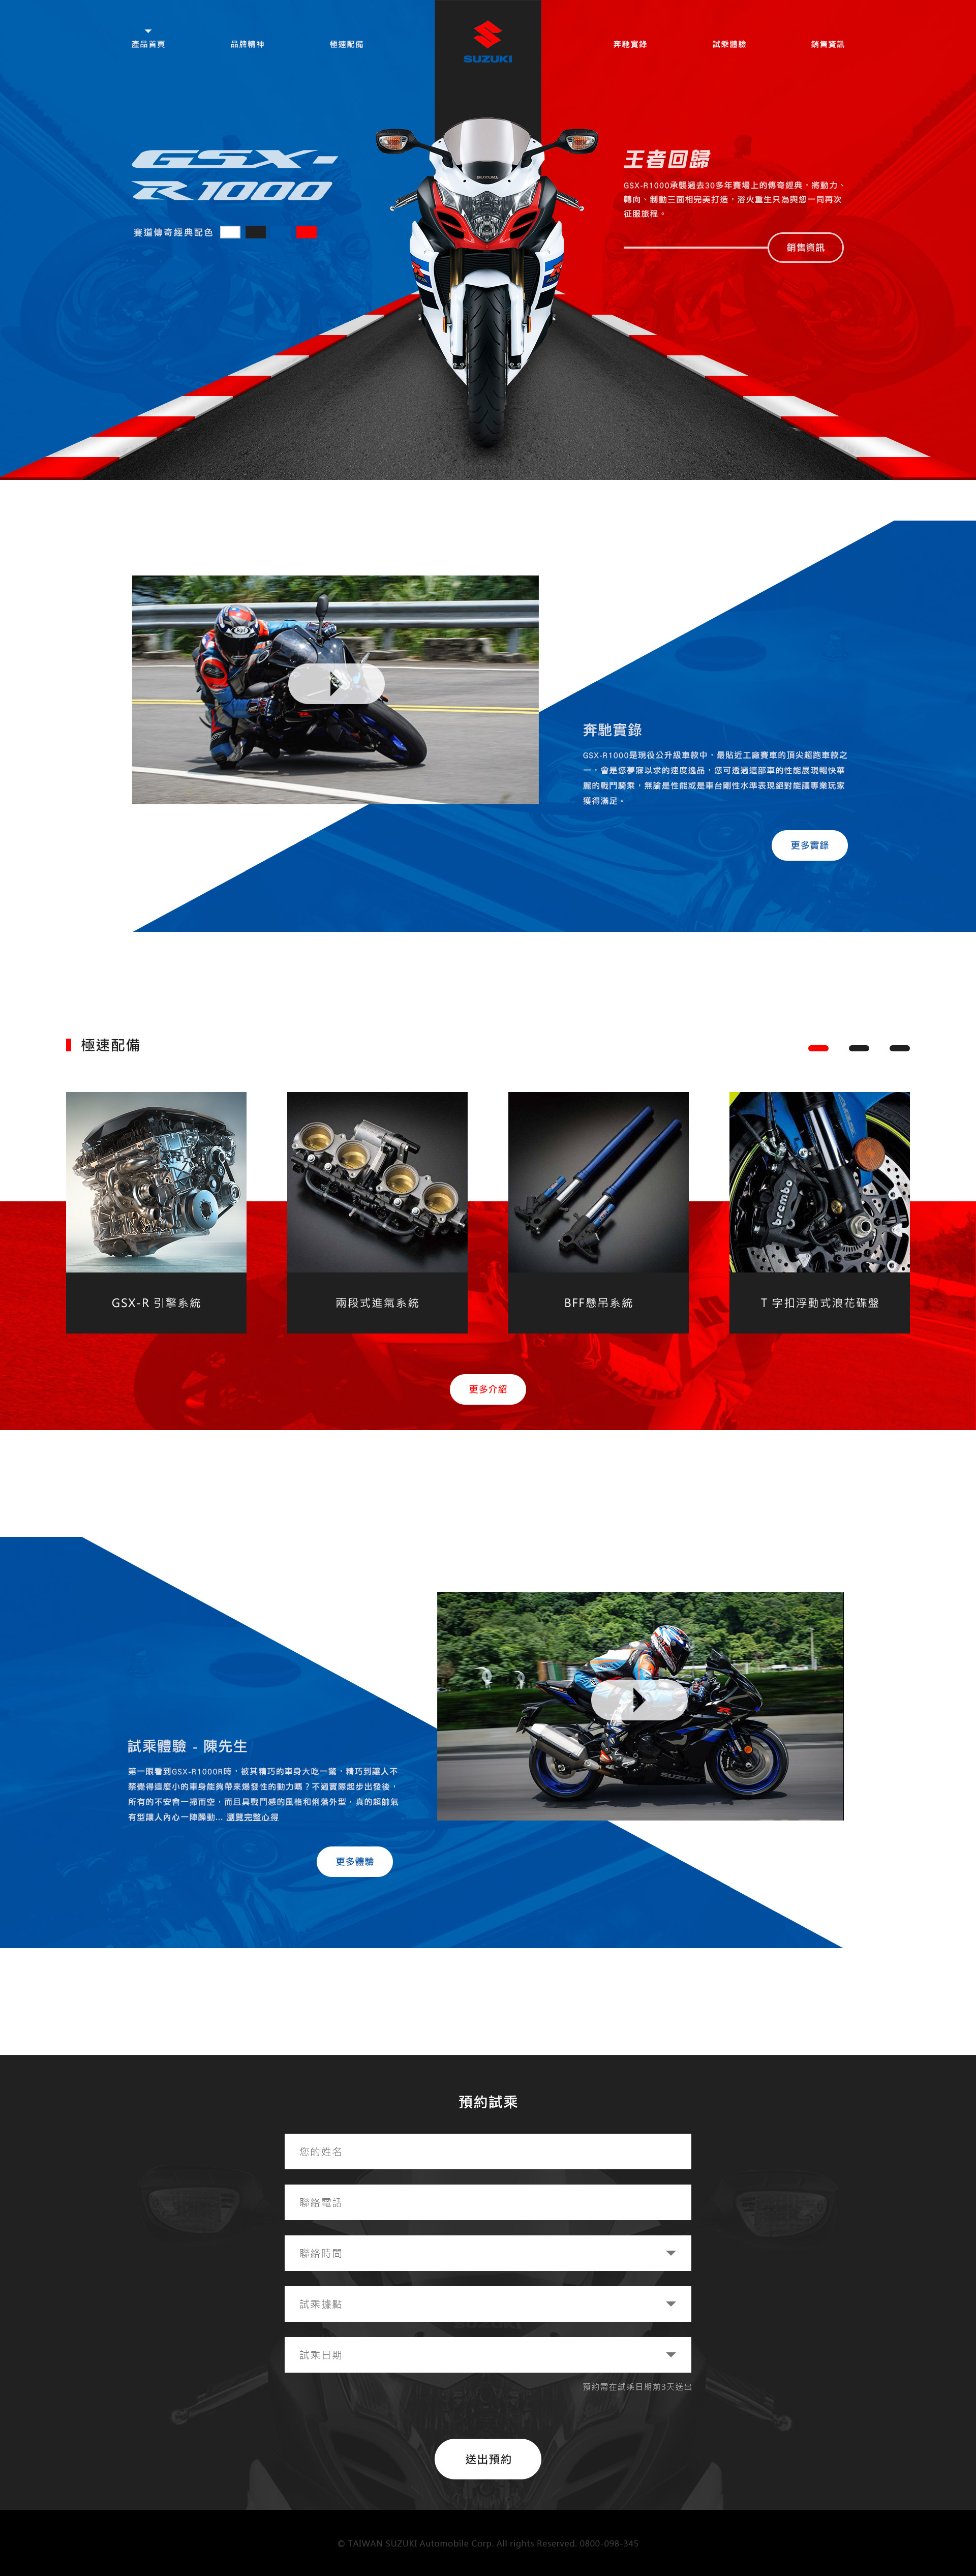 產品首頁
品牌精神
極速配備
SUZUKI
奔馳實錄
試乘體驗
銷售資訊
GSX-
R1000
賽道傳奇經典配色
SUZUKI
王者回歸
GSX-R1000承襲過去30多年賽場上的傳奇經典，將動力、
轉向、制動三面相完美打造，浴火重生只為與您一同再次
征服旅程。
銷售資訊
奔馳實錄
GSX-R1000是現役公升級車款中，最貼近工廠賽車的頂尖超跑車款之
一，會是您夢寐以求的速度逸品，您可透過這部車的性能展現暢快華
麗的戰鬥騎乘，無論是性能或是車台剛性水準表現絕對能讓專業玩家
獲得滿足。
更多實錄
極速配備
brembo
GSX-R 引擎系統
兩段式進氣系統
BFF懸吊系統
T 字扣浮動式浪花碟盤
更多介紹
SUZUKI
試乘體驗 - 陳先生
第一眼看到GSX-R1000R時，被其精巧的車身大吃一驚，精巧到讓人不
禁覺得這麼小的車身能夠帶來爆發性的動力嗎？不過實際起步出發後，
所有的不安會一掃而空，而且具戰鬥感的風格和俐落外型，真的超帥氣
有型讓人內心一陣躁動... 瀏覽完整心得
更多體驗
預約試乘
您的姓名
聯絡電話
聯絡時間
試乘據點
SUZUKI
試乘日期
預約需在試乘日期前3天送出
送出預約
© TAIWAN SUZUKI Automobile Corp. All rights Reserved. 0800-098-345